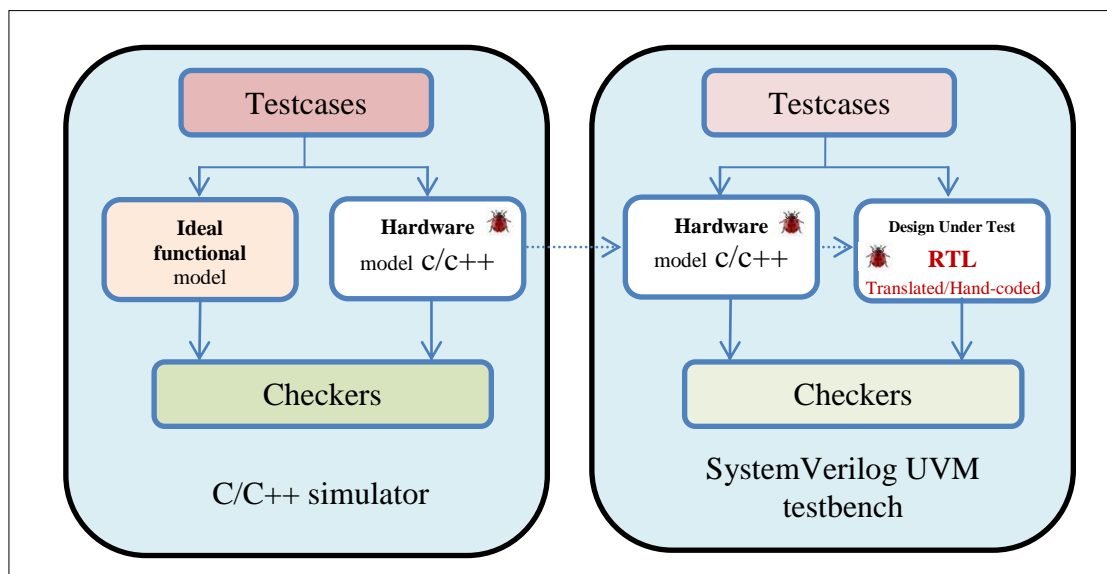 Testcases
Ideal
functional
model
Hardware
model c/c++
Checkers
C/C++ simulator
Testcases
Hardware
model c/c++
Design Under Test
RTL
Translated/Hand-coded
Checkers
SystemVerilog UVM
testbench